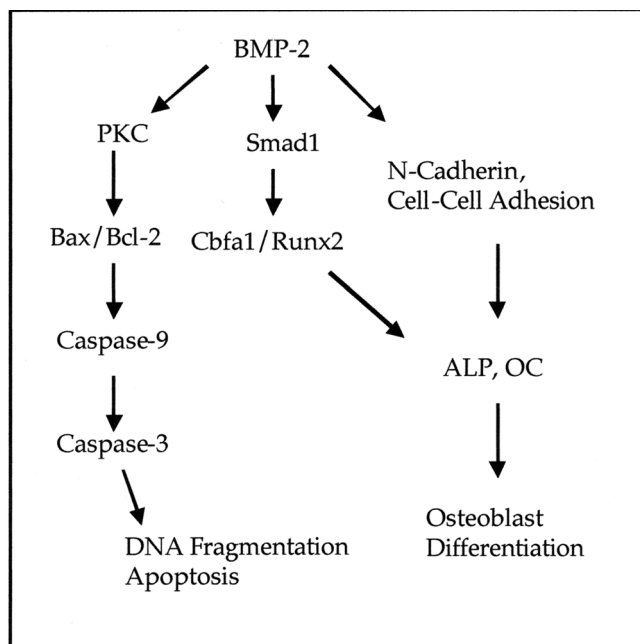 BMP-2
PKC
Smad1
N-Cadherin,
Cell-Cell Adhesion
Bax/Bcl-2
Cbfa1/Runx2
Caspase-9
ALP, OC
Caspase-3
Osteoblast
Differentiation
DNA Fragmentation
Apoptosis